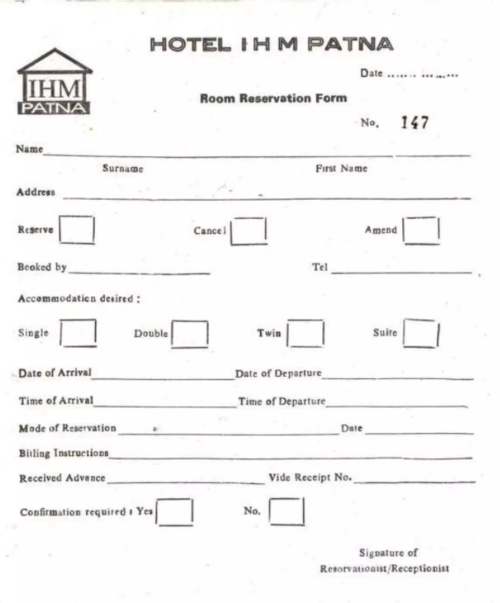 HOTEL I H M PATNA
IHM
PATNA
Date ....... .........
Room Reservation Form
No. 147
Name
Surname First Name
Address
Reserve Cancel Amend
Booked by Tel
Accommodation desired :
Single Double Twin Suite
Date of Arrival Date of Departure
Time of Arrival Time of Departure
Mode of Reservation Date
Billing Instructions
Received Advance Vide Receipt No.
Confirmation required : Yes No.
Signature of
Reservationist/Receptionist